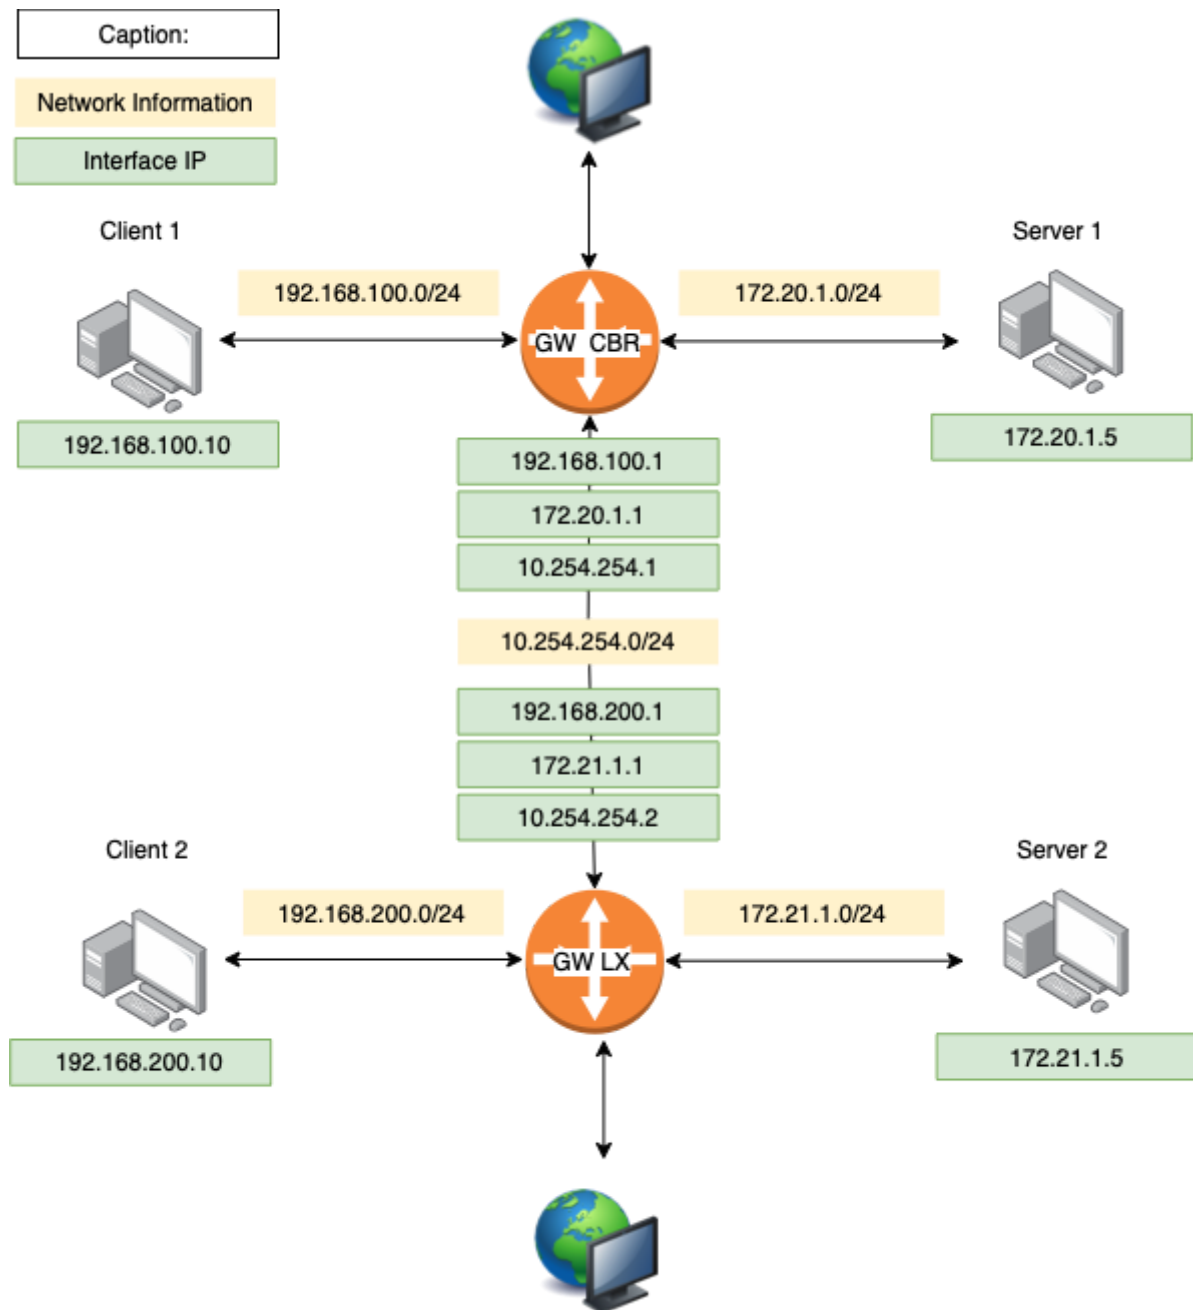 Caption:
Network Information
Interface IP
Client 1
Server 1
192.168.100.0/24
172.20.1.0/24
GW CBR
192.168.100.10
172.20.1.5
192.168.100.1
172.20.1.1
10.254.254.1
10.254.254.0/24
192.168.200.1
172.21.1.1
10.254.254.2
Client 2
Server 2
192.168.200.0/24
172.21.1.0/24
GW LX
192.168.200.10
172.21.1.5